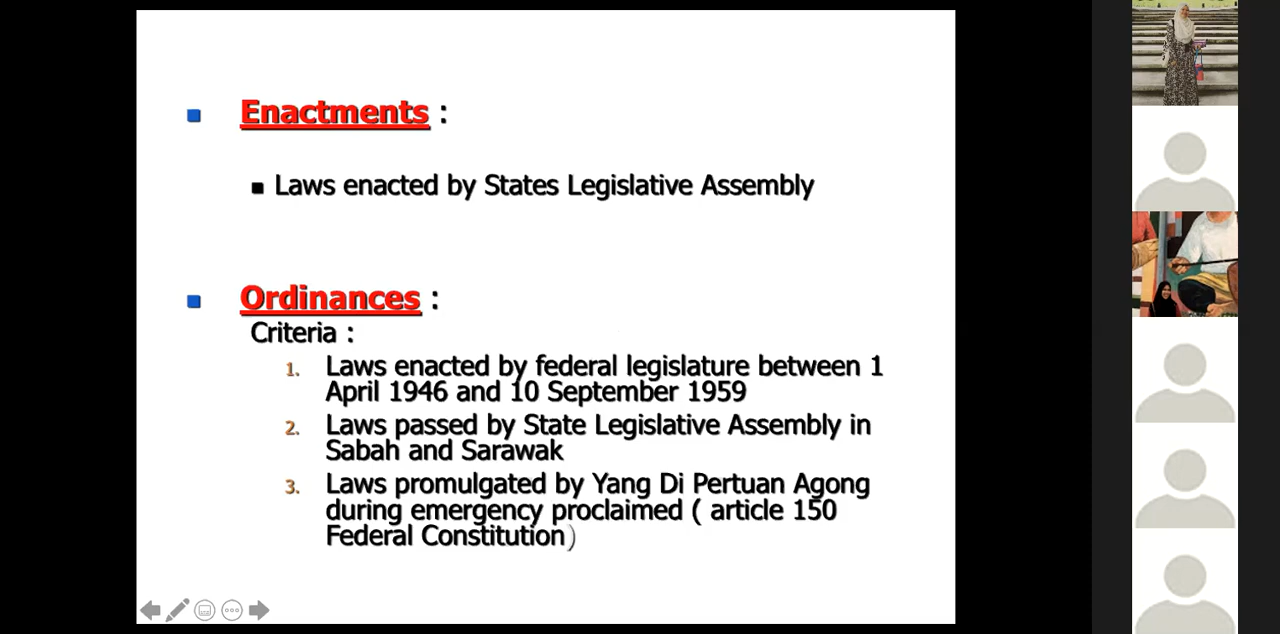 Enactments :
Laws enacted by States Legislative Assembly
Ordinances :
Criteria :
1. Laws enacted by federal legislature between 1
April 1946 and 10 September 1959
2. Laws passed by State Legislative Assembly in
Sabah and Sarawak
3. Laws promulgated by Yang Di Pertuan Agong
during emergency proclaimed ( article 150
Federal Constitution)